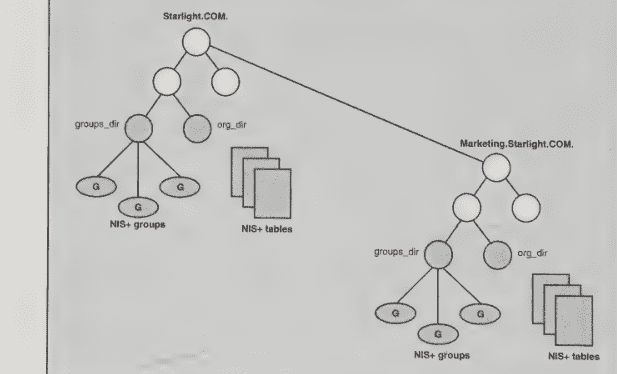 Starlight.COM.
groups_dir
org_dir
G
G
G
NIS+ groups
NIS+ tables
Marketing.Starlight.COM.
groups_dir
org_dir
G
G
G
NIS+ groups
NIS+ tables